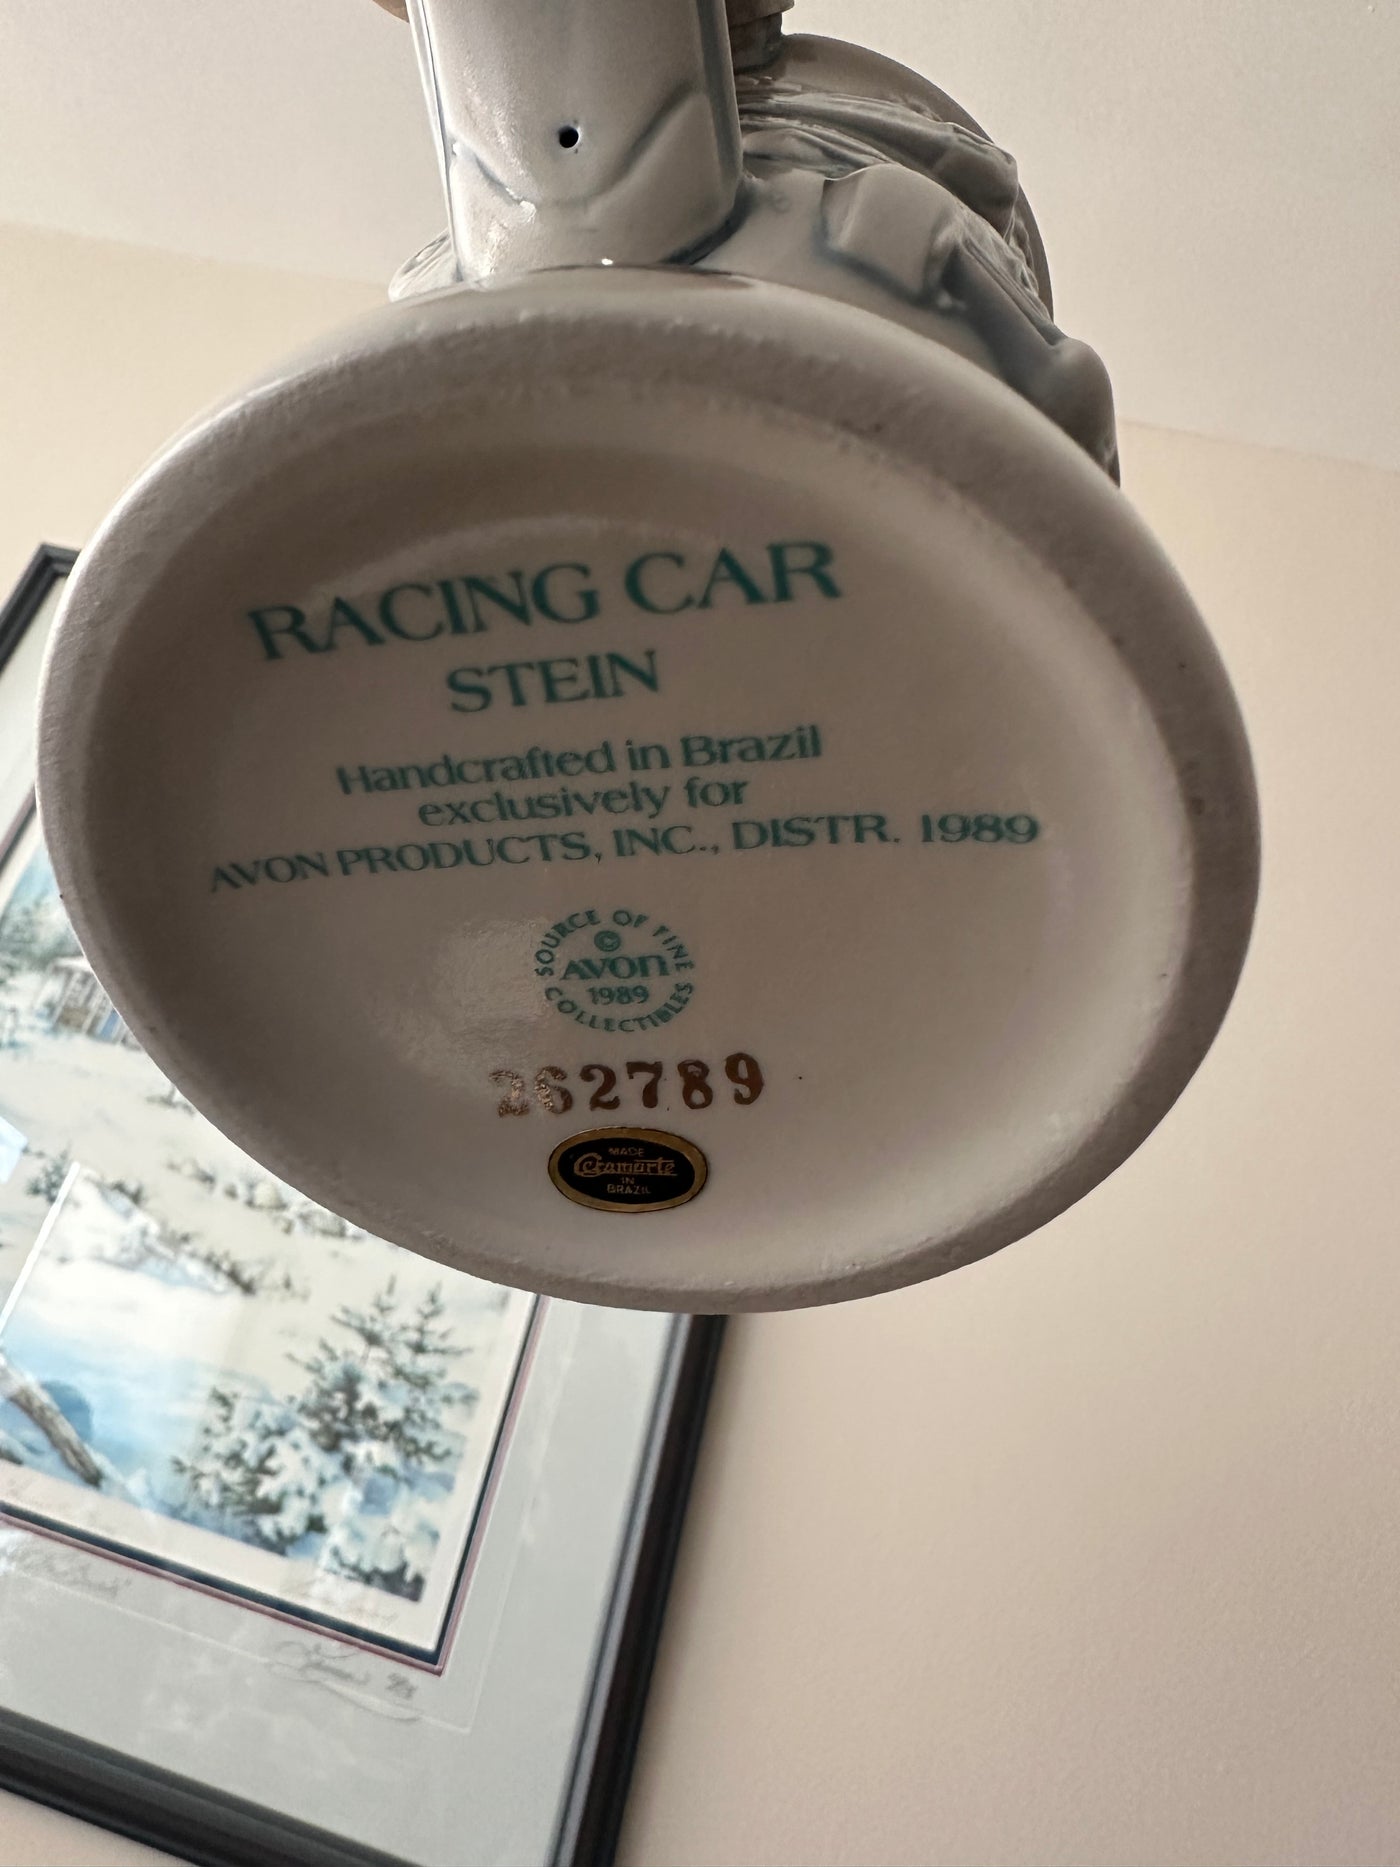 RACING CAR
STEIN
Handcrafted in Brazil
exclusively for
AVON PRODUCTS, INC., DISTR. 1989
SOURCE OF FINE
©
AVON
1989
COLLECTIBLES
262789
MADE
Ceramarte
IN
BRAZIL